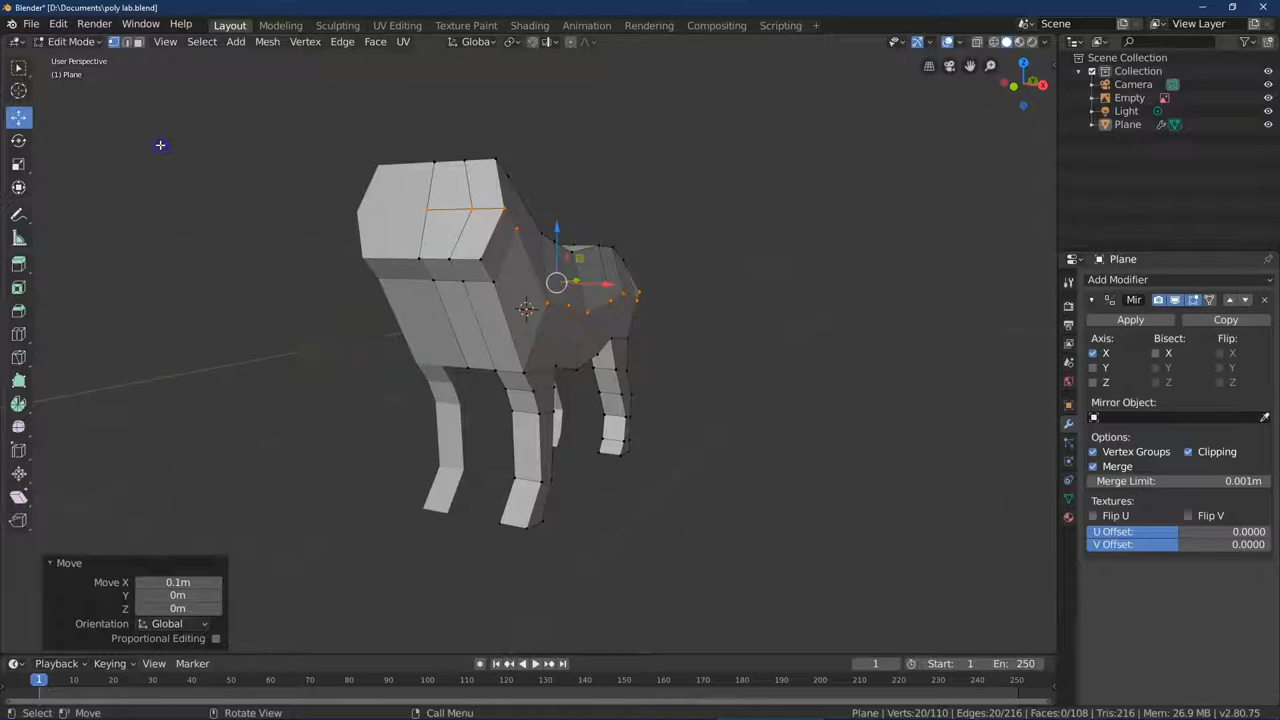 Blender* [D:\Documents\poly lab.blend]
File Edit Render Window Help Layout Modeling Sculpting UV Editing Texture Paint Shading Animation Rendering Compositing Scripting + Scene View Layer
Edit Mode View Select Add Mesh Vertex Edge Face UV Globa
User Perspective
(1) Plane
Z
X
Scene Collection
Collection
Camera
Empty
Light
Plane
Plane
Add Modifier
Mir
Apply Copy
Axis: Bisect: Flip:
X X X
Y Y Y
Z Z Z
Mirror Object:
Options:
Vertex Groups Clipping
Merge
Merge Limit: 0.001m
Textures:
Flip U Flip V
U Offset: 0.0000
V Offset: 0.0000
Move
Move X 0.1m
Y 0m
Z 0m
Orientation Global
Proportional Editing
Playback Keying View Marker 1 Start: 1 En: 250
1 10 20 30 40 50 60 70 80 90 100 110 120 130 140 150 160 170 180 190 200 210 220 230 240 250
Select Move Rotate View Call Menu Plane | Verts:20/110 | Edges:20/216 | Faces:0/108 | Tris:216 | Mem: 26.9 MB | v2.80.75